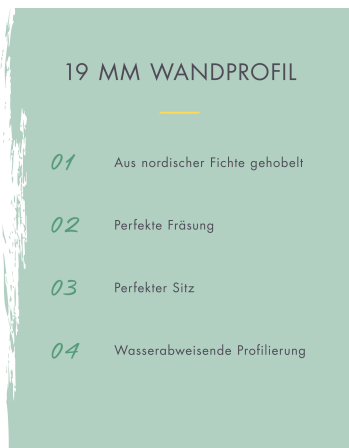 19 MM WANDPROFIL
01 Aus nordischer Fichte gehobelt
02 Perfekte Fräsung
03 Perfekter Sitz
04 Wasserabweisende Profilierung